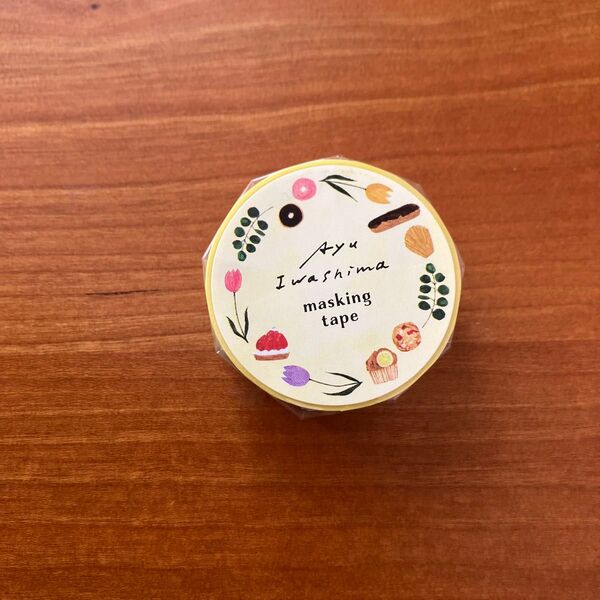 Ayu
Iwashima
masking
tape